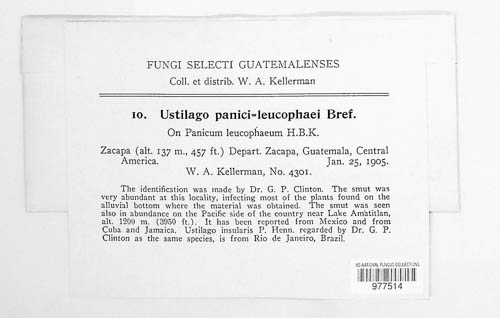 FUNGI SELECTI GUATEMALENSES
Coll. et distrib. W. A. Kellerman
10. Ustilago panici-leucophaei Bref.
On Panicum leucophaeum H.B.K.
Zacapa (alt. 137 m., 457 ft.) Depart. Zacapa, Guatemala, Central
America. Jan. 25, 1905.
W. A. Kellerman, No. 4301.
The identification was made by Dr. G. P. Clinton. The smut was
very abundant at this locality, infecting most of the plants found on the
alluvial bottom where the material was obtained. The smut was seen
also in abundance on the Pacific side of the country near Lake Amatitlan,
alt. 1200 m. (3950 ft.). It has been reported from Mexico and from
Cuba and Jamaica. Ustilago insularis P. Henn. regarded by Dr. G. P.
Clinton as the same species, is from Rio de Janeiro, Brazil.
US NATIONAL FUNGUS COLLECTIONS
977514